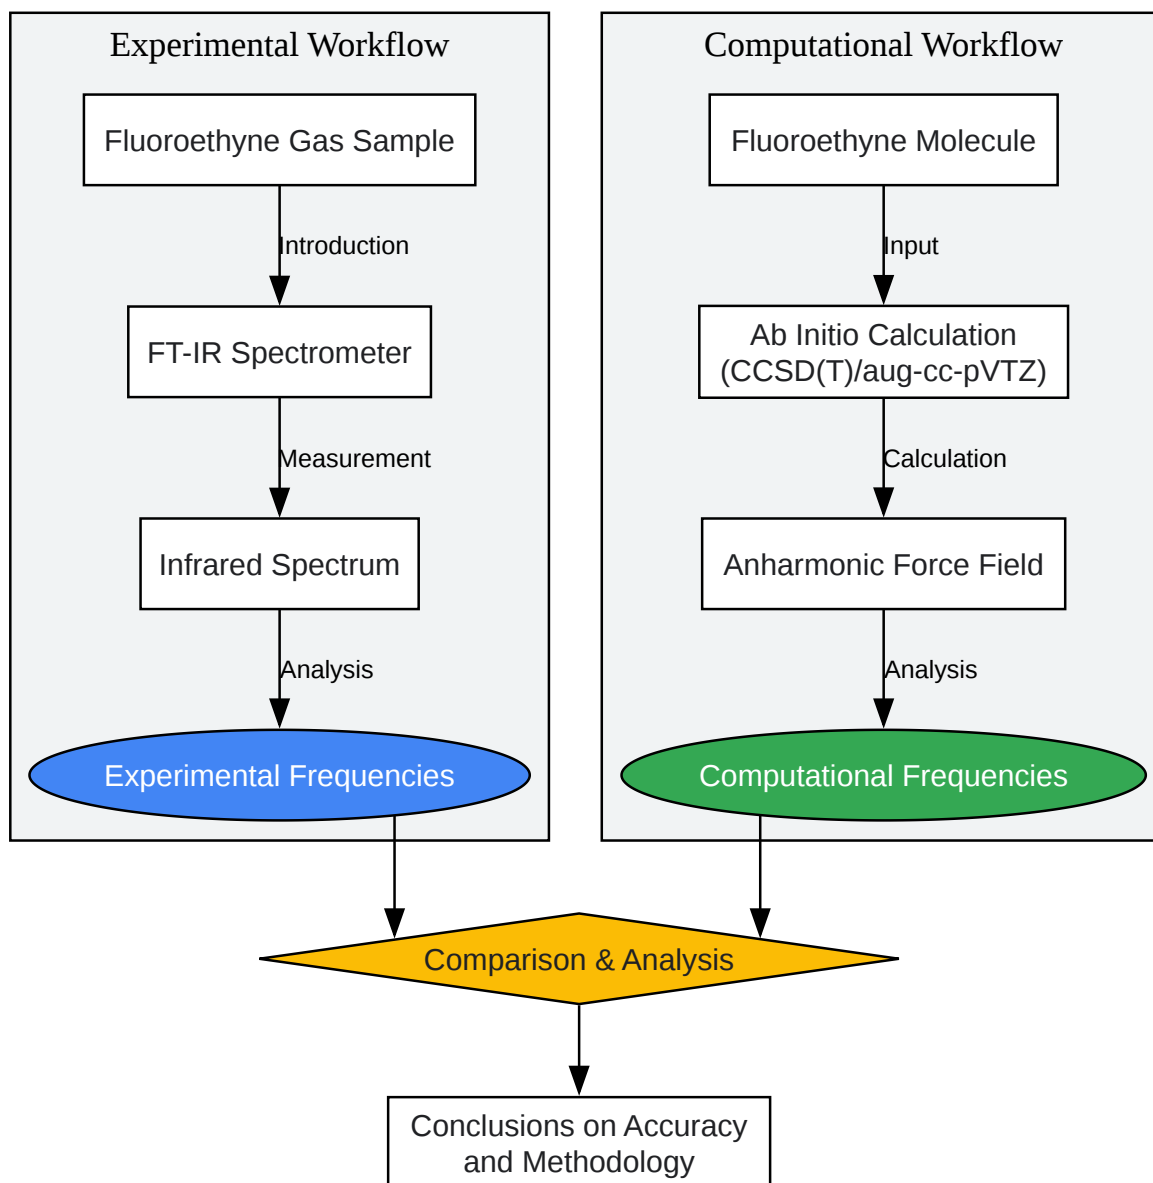 Experimental Workflow
Fluoroethyne Gas Sample
Introduction
FT-IR Spectrometer
Measurement
Infrared Spectrum
Analysis
Experimental Frequencies
Computational Workflow
Fluoroethyne Molecule
Input
Ab Initio Calculation
(CCSD(T)/aug-cc-pVTZ)
Calculation
Anharmonic Force Field
Analysis
Computational Frequencies
Comparison & Analysis
Conclusions on Accuracy
and Methodology